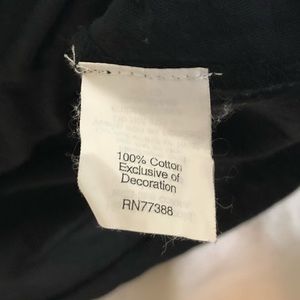 100% Cotton
Exclusive of
Decoration
RN77388